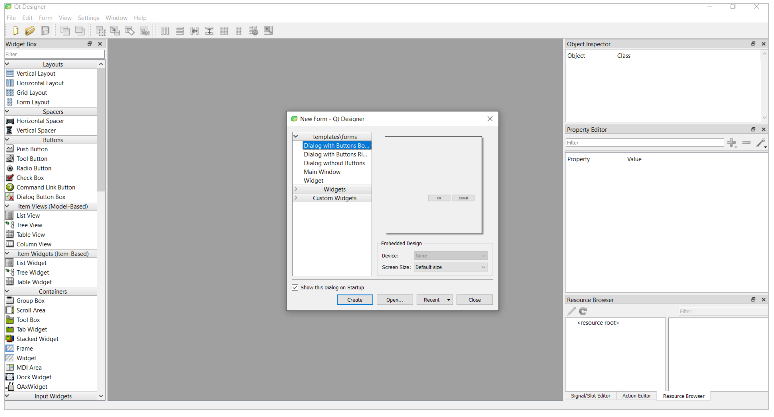 Qt Designer
File Edit Form View Settings Window Help
Widget Box
Filter
Layouts
Vertical Layout
Horizontal Layout
Grid Layout
Form Layout
Spacers
Horizontal Spacer
Vertical Spacer
Buttons
Push Button
Tool Button
Radio Button
Check Box
Command Link Button
Dialog Button Box
Item Views (Model-Based)
List View
Tree View
Table View
Column View
Item Widgets (Item-Based)
List Widget
Tree Widget
Table Widget
Containers
Group Box
Scroll Area
Tool Box
Tab Widget
Stacked Widget
Frame
Widget
MDI Area
Dock Widget
QAxWidget
Input Widgets
New Form - Qt Designer
templates\forms
Dialog with Buttons Bo...
Dialog with Buttons Ri...
Dialog without Buttons
Main Window
Widget
Widgets
Custom Widgets
Embedded Design
Device: None
Screen Size: Default size
Show this Dialog on Startup
Create Open... Recent Close
Object Inspector
Object Class
Property Editor
Filter
Property Value
Resource Browser
Filter
<resource root>
Signal/Slot Editor Action Editor Resource Browser